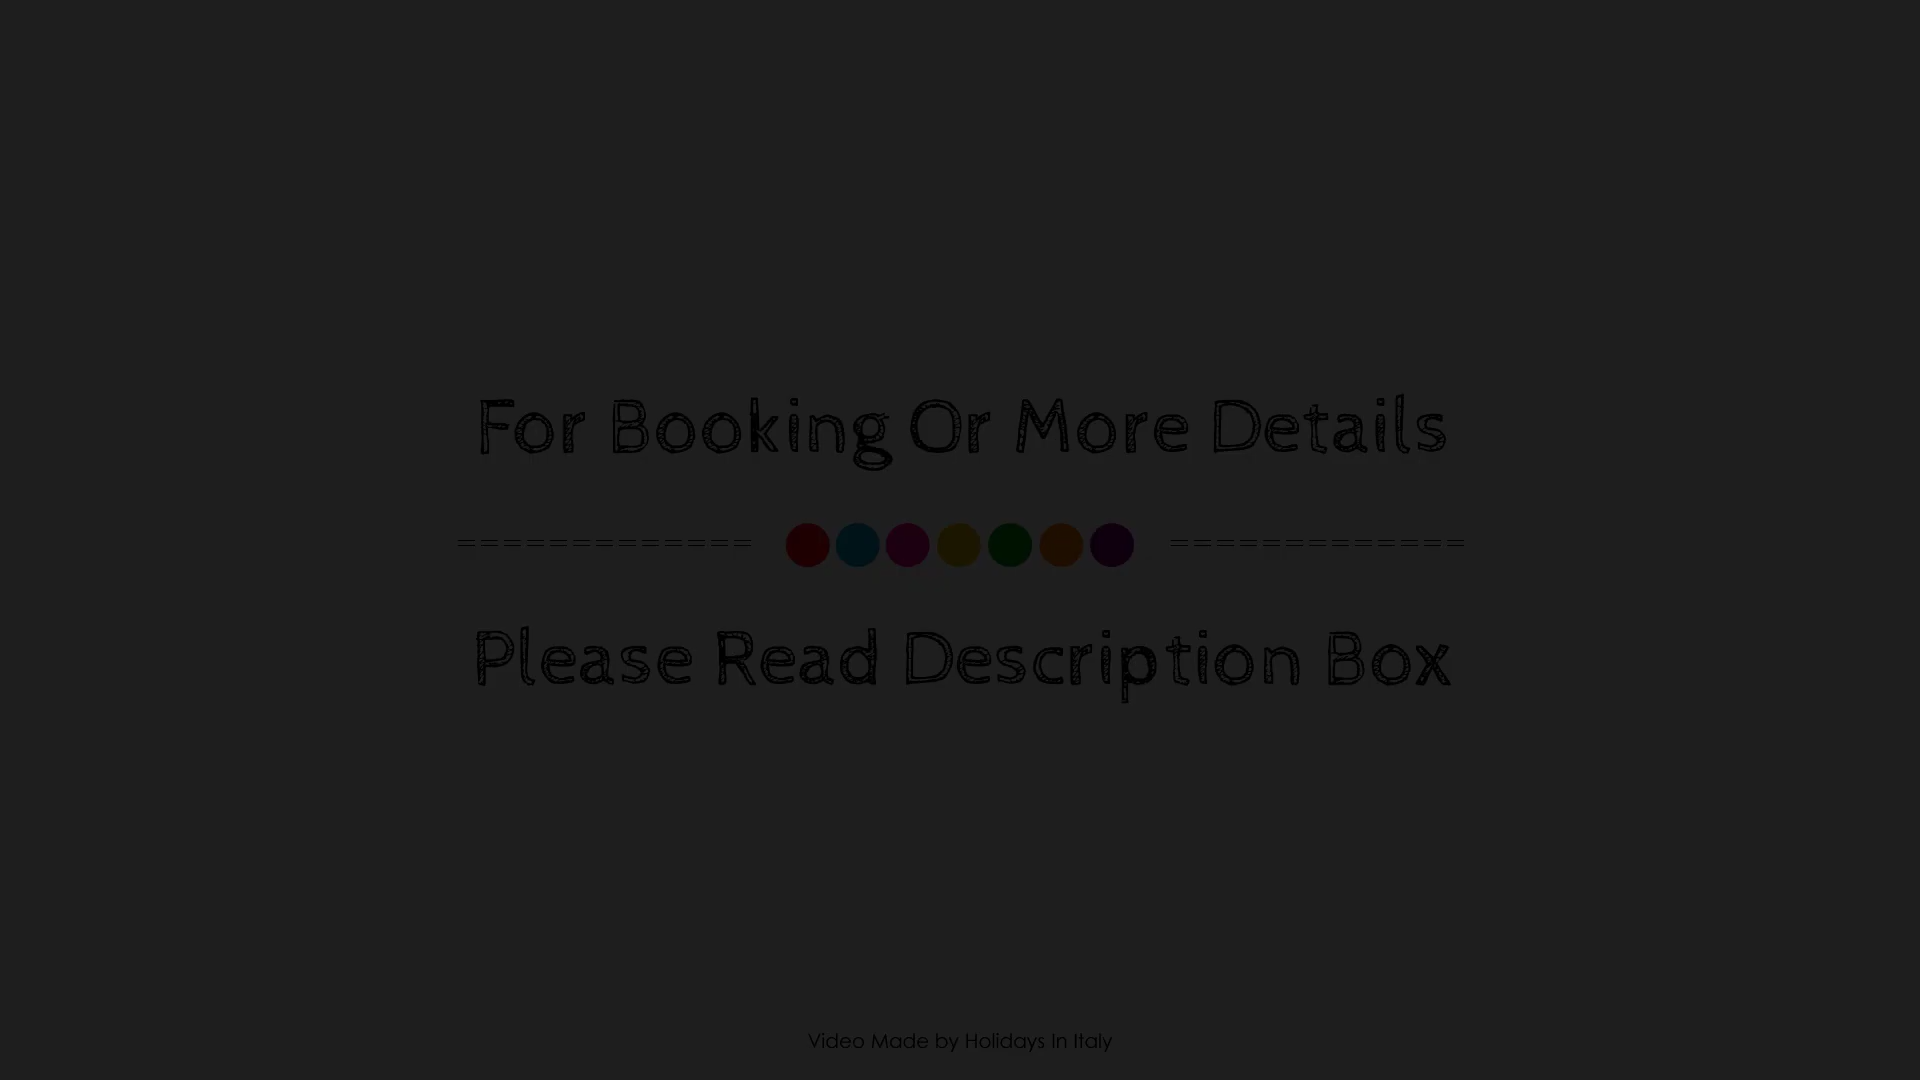 For Booking Or More Details
============= =============
Please Read Description Box
Video Made by Holidays In Italy